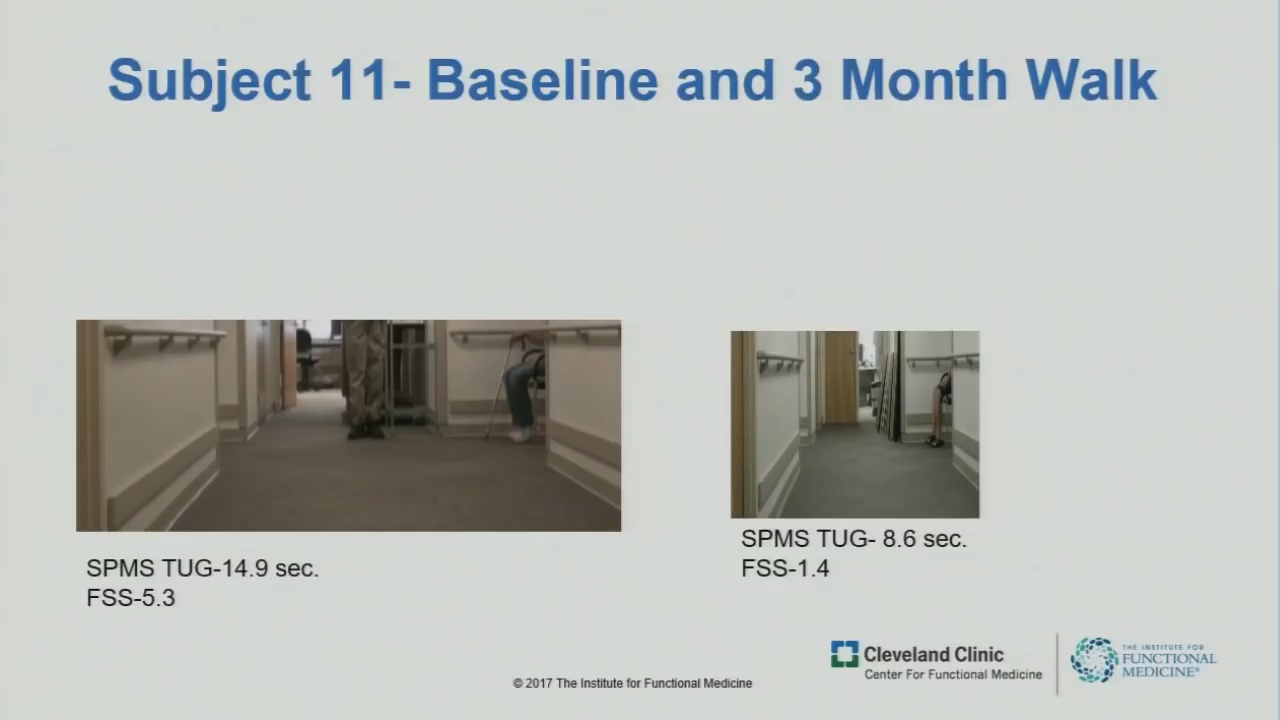 Subject 11- Baseline and 3 Month Walk
SPMS TUG-14.9 sec.
FSS-5.3
SPMS TUG- 8.6 sec.
FSS-1.4
Cleveland Clinic
Center For Functional Medicine
THE INSTITUTE FOR
FUNCTIONAL
MEDICINE®
© 2017 The Institute for Functional Medicine